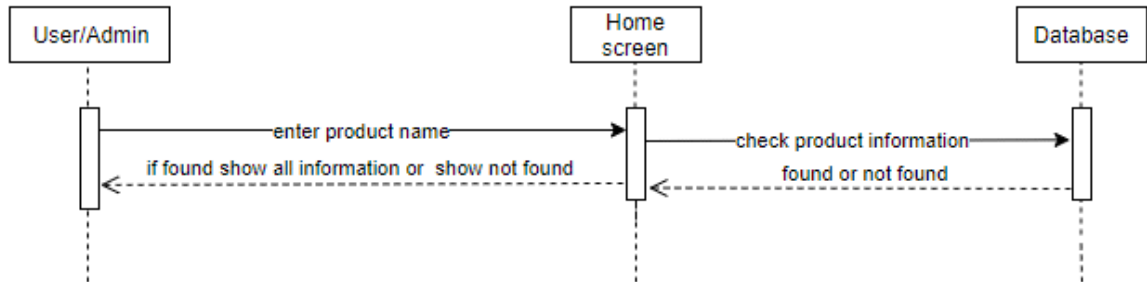 User/Admin
Home
screen
Database
enter product name
check product information
if found show all information or  show not found
found or not found